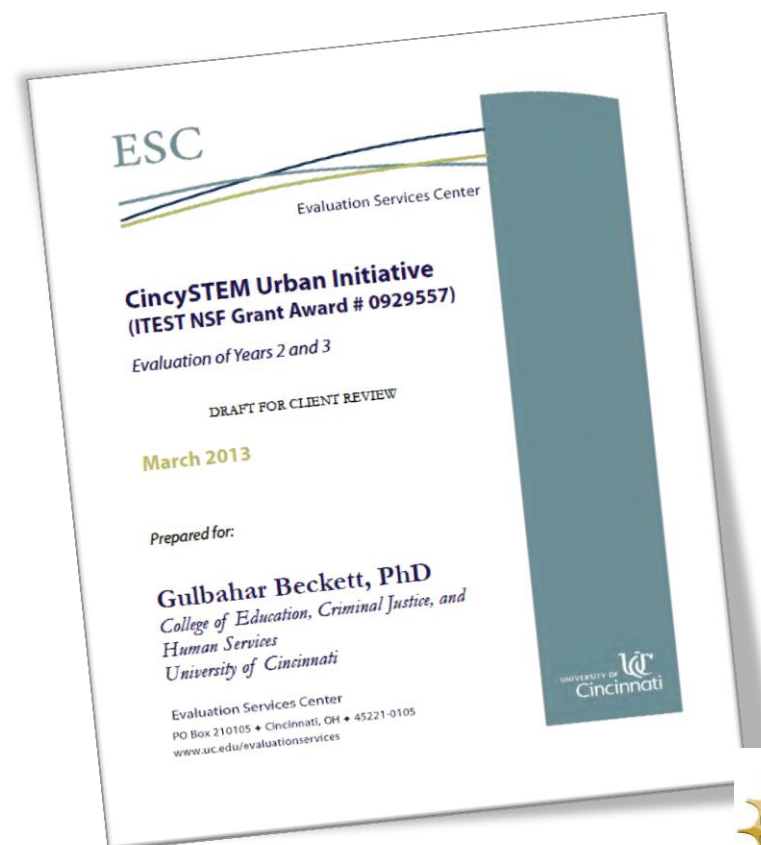 ESC
Evaluation Services Center
CincySTEM Urban Initiative
(ITEST NSF Grant Award # 0929557)
Evaluation of Years 2 and 3
DRAFT FOR CLIENT REVIEW
March 2013
Prepared for:
Gulbahar Beckett, PhD
College of Education, Criminal Justice, and
Human Services
University of Cincinnati
Evaluation Services Center
PO Box 210105 ✦ Cincinnati, OH ✦ 45221-0105
www.uc.edu/evaluationservices
UNIVERSITY OF UC
Cincinnati